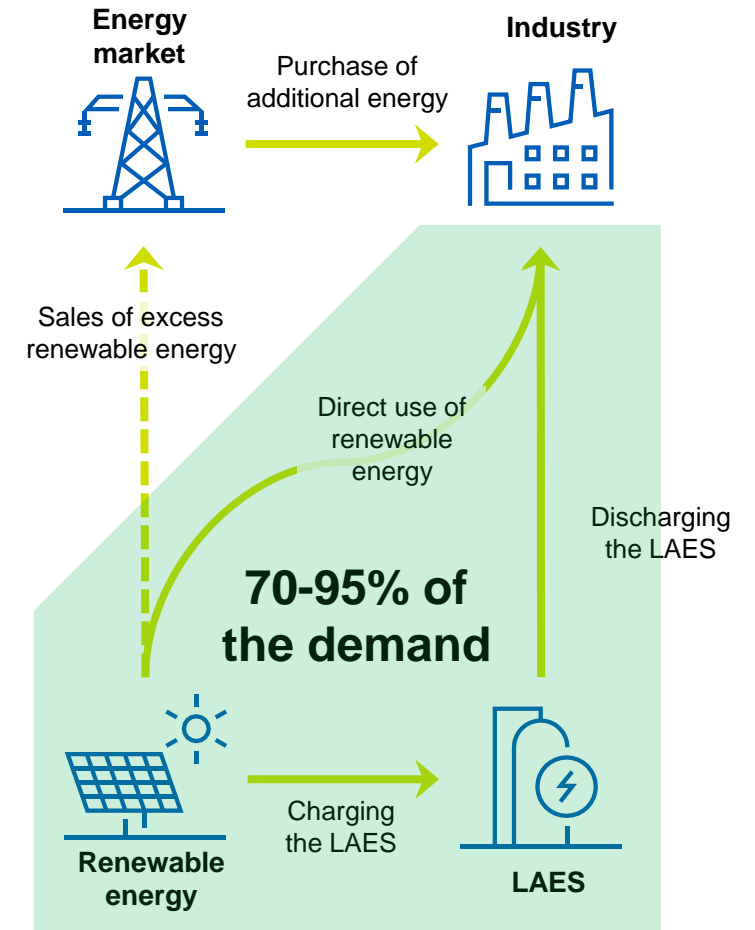 Energy
market
Industry
Purchase of
additional energy
Sales of excess
renewable energy
Direct use of
renewable
energy
Discharging
the LAES
70-95% of
the demand
Charging
the LAES
Renewable
energy
LAES